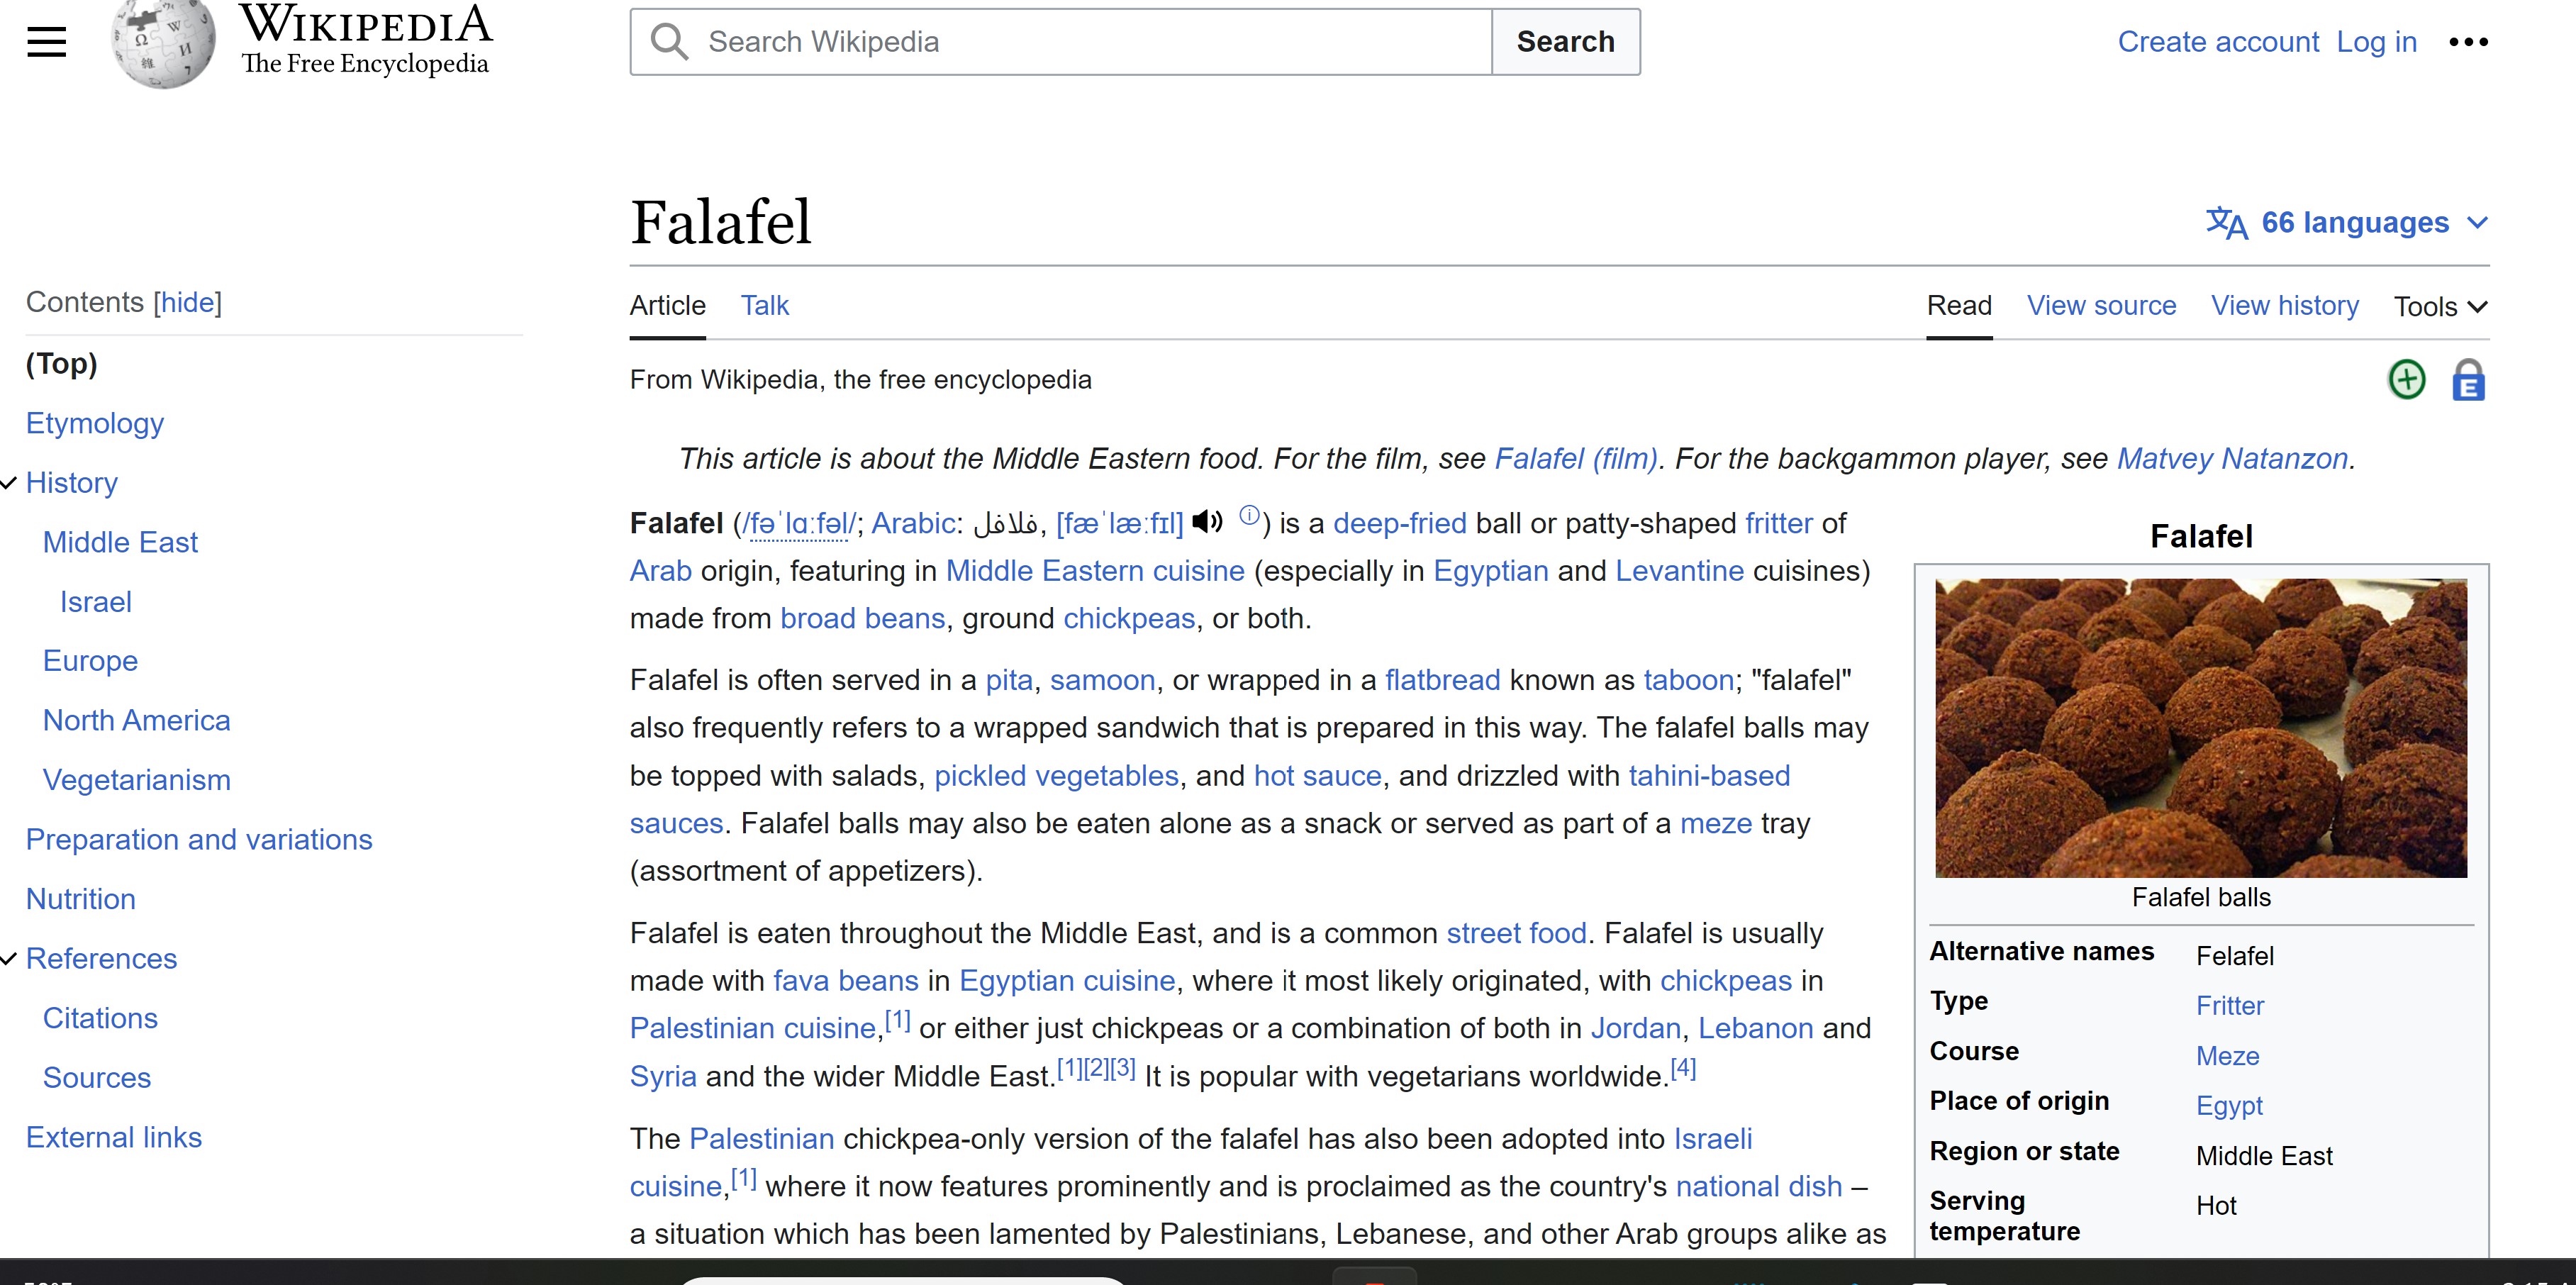 WIKIPEDIA
The Free Encyclopedia
Search Wikipedia
Search
Create account Log in
Falafel
66 languages
Contents [hide]
(Top)
Etymology
History
Middle East
Israel
Europe
North America
Vegetarianism
Preparation and variations
Nutrition
References
Citations
Sources
External links
Article Talk
Read View source View history Tools
From Wikipedia, the free encyclopedia
E
This article is about the Middle Eastern food. For the film, see Falafel (film). For the backgammon player, see Matvey Natanzon.
Falafel (/fəˈlɑːfəl/; Arabic: فلافل, [fæˈlæːfɪl] ) is a deep-fried ball or patty-shaped fritter of
Arab origin, featuring in Middle Eastern cuisine (especially in Egyptian and Levantine cuisines)
made from broad beans, ground chickpeas, or both.
Falafel is often served in a pita, samoon, or wrapped in a flatbread known as taboon; "falafel"
also frequently refers to a wrapped sandwich that is prepared in this way. The falafel balls may
be topped with salads, pickled vegetables, and hot sauce, and drizzled with tahini-based
sauces. Falafel balls may also be eaten alone as a snack or served as part of a meze tray
(assortment of appetizers).
Falafel is eaten throughout the Middle East, and is a common street food. Falafel is usually
made with fava beans in Egyptian cuisine, where it most likely originated, with chickpeas in
Palestinian cuisine,[1] or either just chickpeas or a combination of both in Jordan, Lebanon and
Syria and the wider Middle East.[1][2][3] It is popular with vegetarians worldwide.[4]
The Palestinian chickpea-only version of the falafel has also been adopted into Israeli
cuisine,[1] where it now features prominently and is proclaimed as the country's national dish –
a situation which has been lamented by Palestinians, Lebanese, and other Arab groups alike as
Falafel
Falafel balls
Alternative names Felafel
Type Fritter
Course Meze
Place of origin Egypt
Region or state Middle East
Serving Hot
temperature